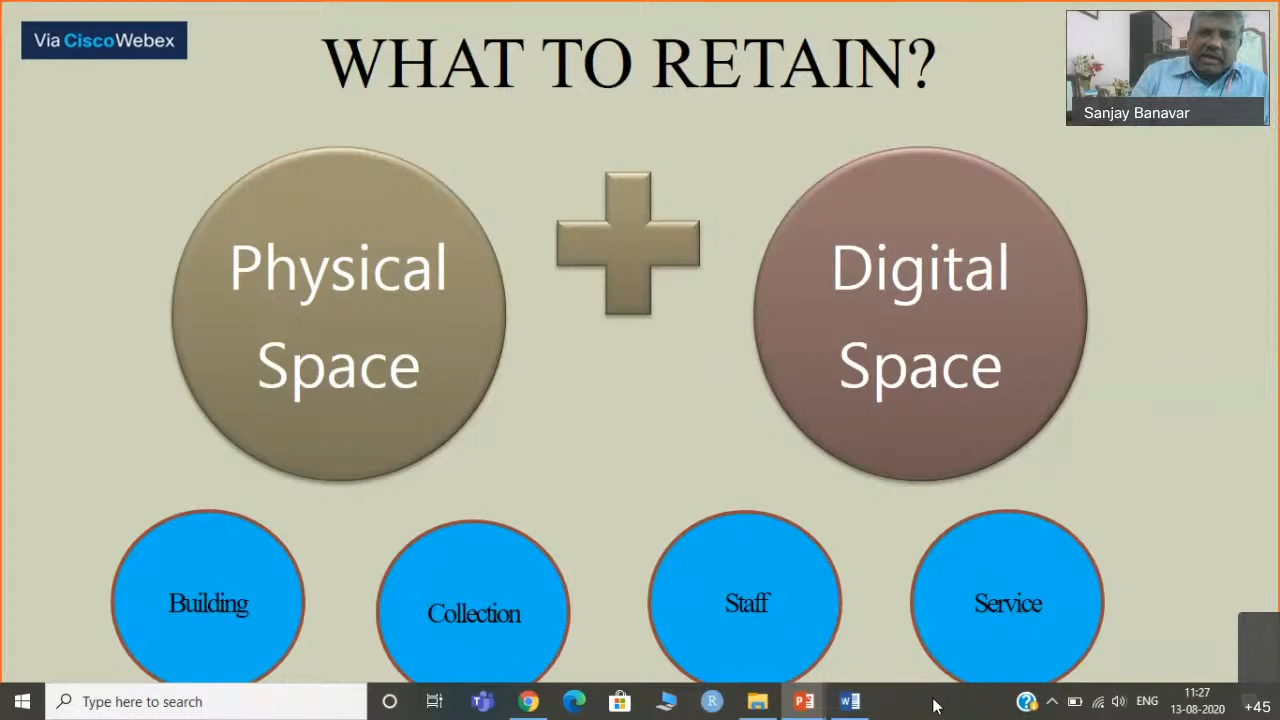 Via CiscoWebex
WHAT TO RETAIN?
Sanjay Banavar
Physical
Space
Digital
Space
Building
Collection
Staff
Service
Type here to search
ENG
11:27
13-08-2020
+45